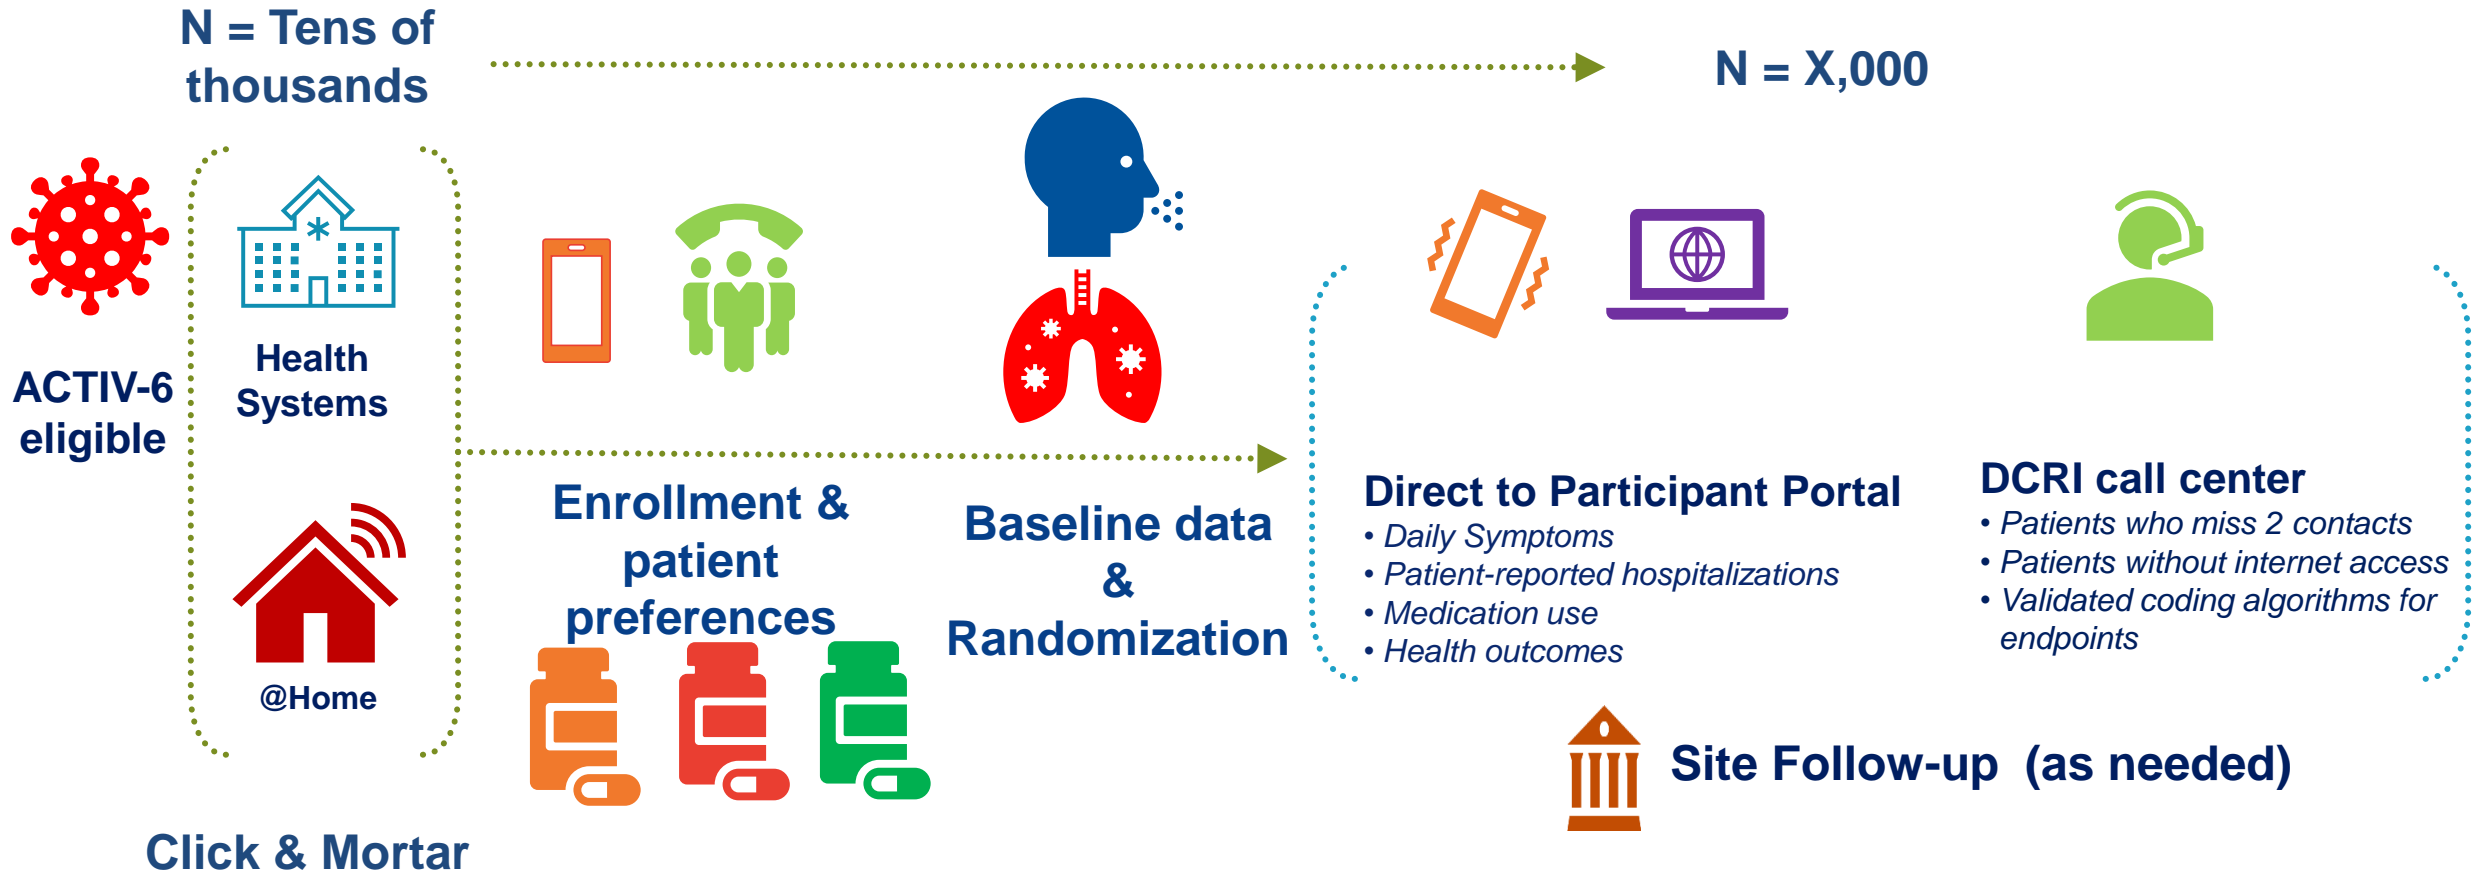 N = Tens of
thousands
N = X,000
ACTIV-6
eligible
Health
Systems
@Home
Click & Mortar
Enrollment &
patient
preferences
Baseline data
&
Randomization
Direct to Participant Portal
• Daily Symptoms
• Patient-reported hospitalizations
• Medication use
• Health outcomes
DCRI call center
• Patients who miss 2 contacts
• Patients without internet access
• Validated coding algorithms for
endpoints
Site Follow-up (as needed)